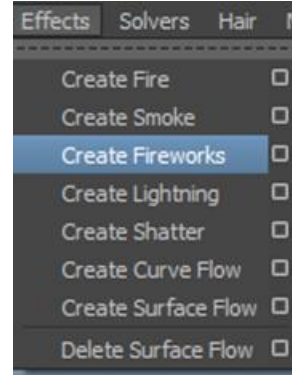 Effects Solvers Hair
Create Fire
Create Smoke
Create Fireworks
Create Lightning
Create Shatter
Create Curve Flow
Create Surface Flow
Delete Surface Flow